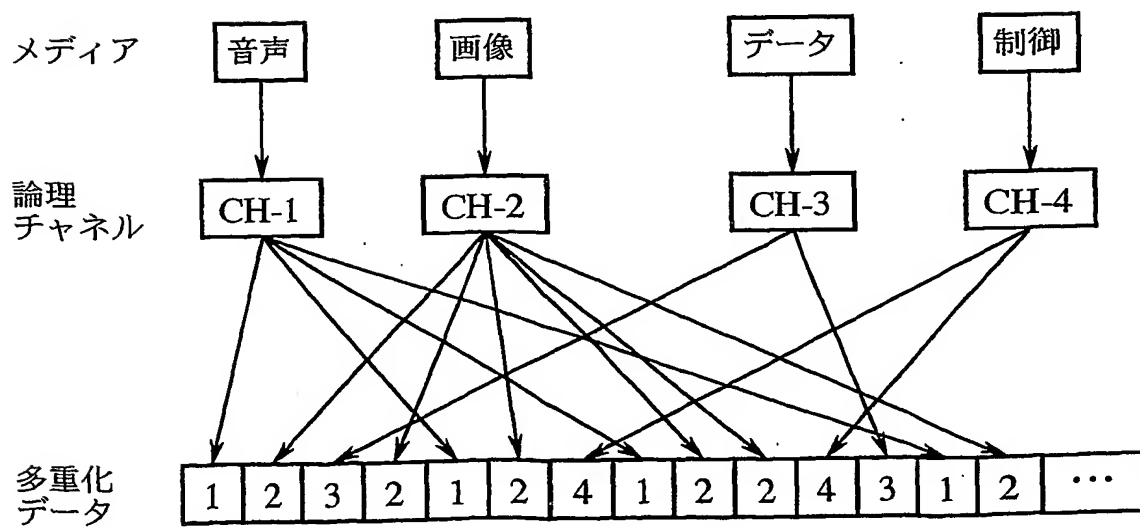 メディア 音声 画像 データ 制御
論理
チャネル CH-1 CH-2 CH-3 CH-4
多重化
データ 1 2 3 2 1 2 4 1 2 2 4 3 1 2 ···